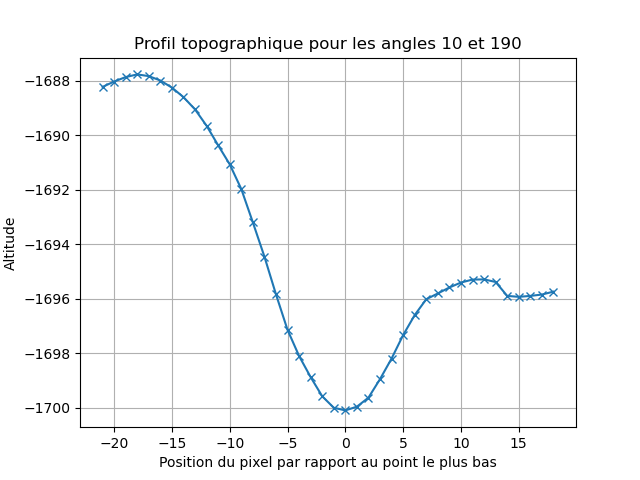 Profil topographique pour les angles 10 et 190
Altitude
−1688
−1690
−1692
−1694
−1696
−1698
−1700
−20 −15 −10 −5 0 5 10 15
Position du pixel par rapport au point le plus bas